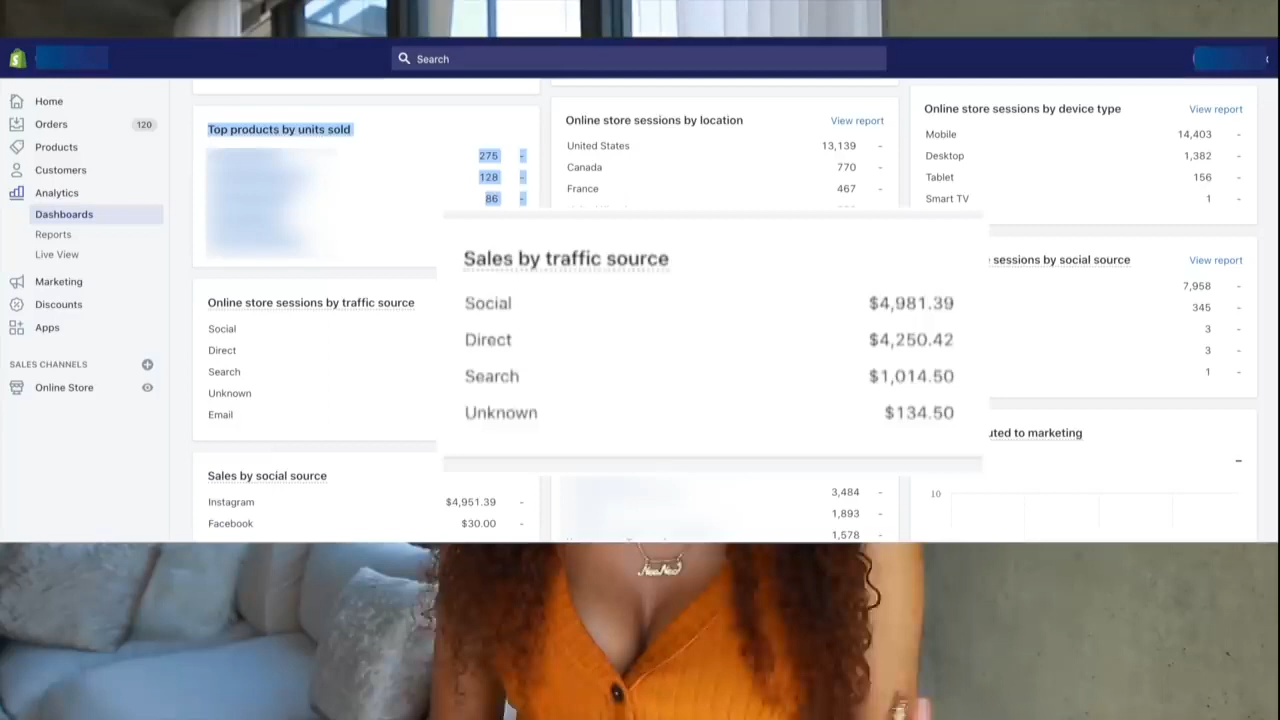 Search
Home
Orders 120
Products
Customers
Analytics
Dashboards
Reports
Live View
Marketing
Discounts
Apps
SALES CHANNELS
Online Store
Top products by units sold
275 -
128 -
86 -
Online store sessions by traffic source
Social
Direct
Search
Unknown
Email
Sales by social source
Instagram $4,951.39 -
Facebook $30.00 -
Online store sessions by location View report
United States 13,139 -
Canada 770 -
France 467 -
Sales by traffic source
Social $4,981.39
Direct $4,250.42
Search $1,014.50
Unknown $134.50
3,484 -
1,893 -
1,578 -
Online store sessions by device type View report
Mobile 14,403 -
Desktop 1,382 -
Tablet 156 -
Smart TV 1 -
sessions by social source View report
7,958 -
345 -
3 -
3 -
1 -
uted to marketing
-
10